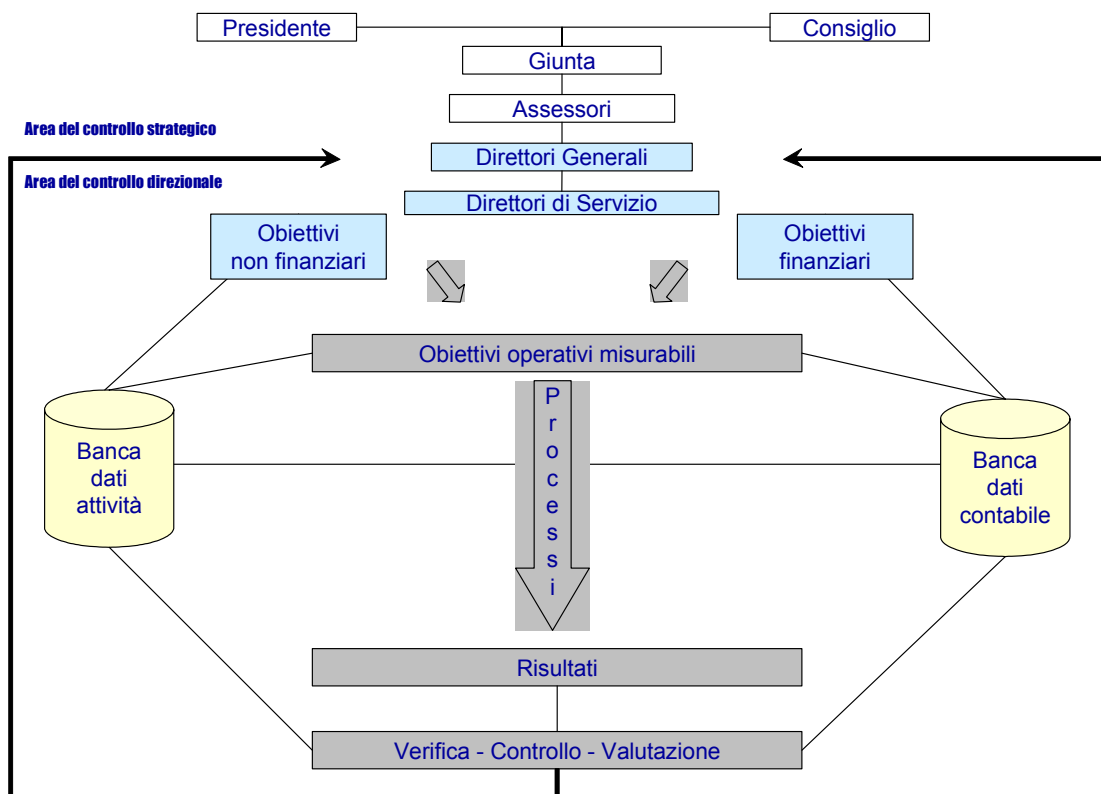 Presidente
Consiglio
Giunta
Assessori
Area del controllo strategico
Direttori Generali
Area del controllo direzionale
Direttori di Servizio
Obiettivi
non finanziari
Obiettivi
finanziari
Obiettivi operativi misurabili
Processi
Banca
dati
attività
Banca
dati
contabile
Risultati
Verifica - Controllo - Valutazione